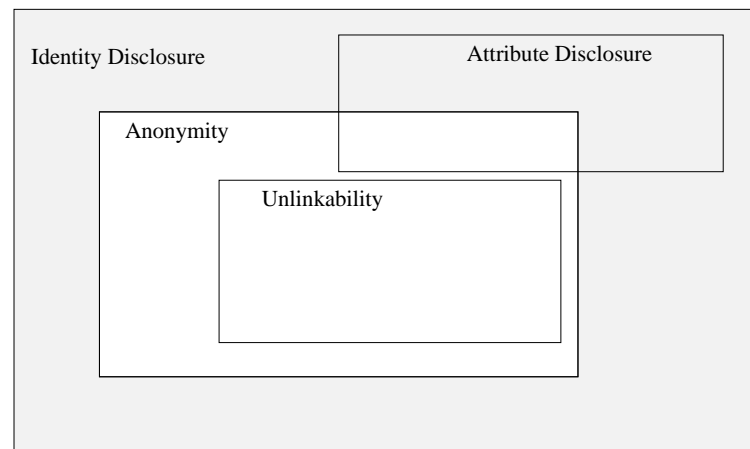 Identity Disclosure
Attribute Disclosure
Anonymity
Unlinkability